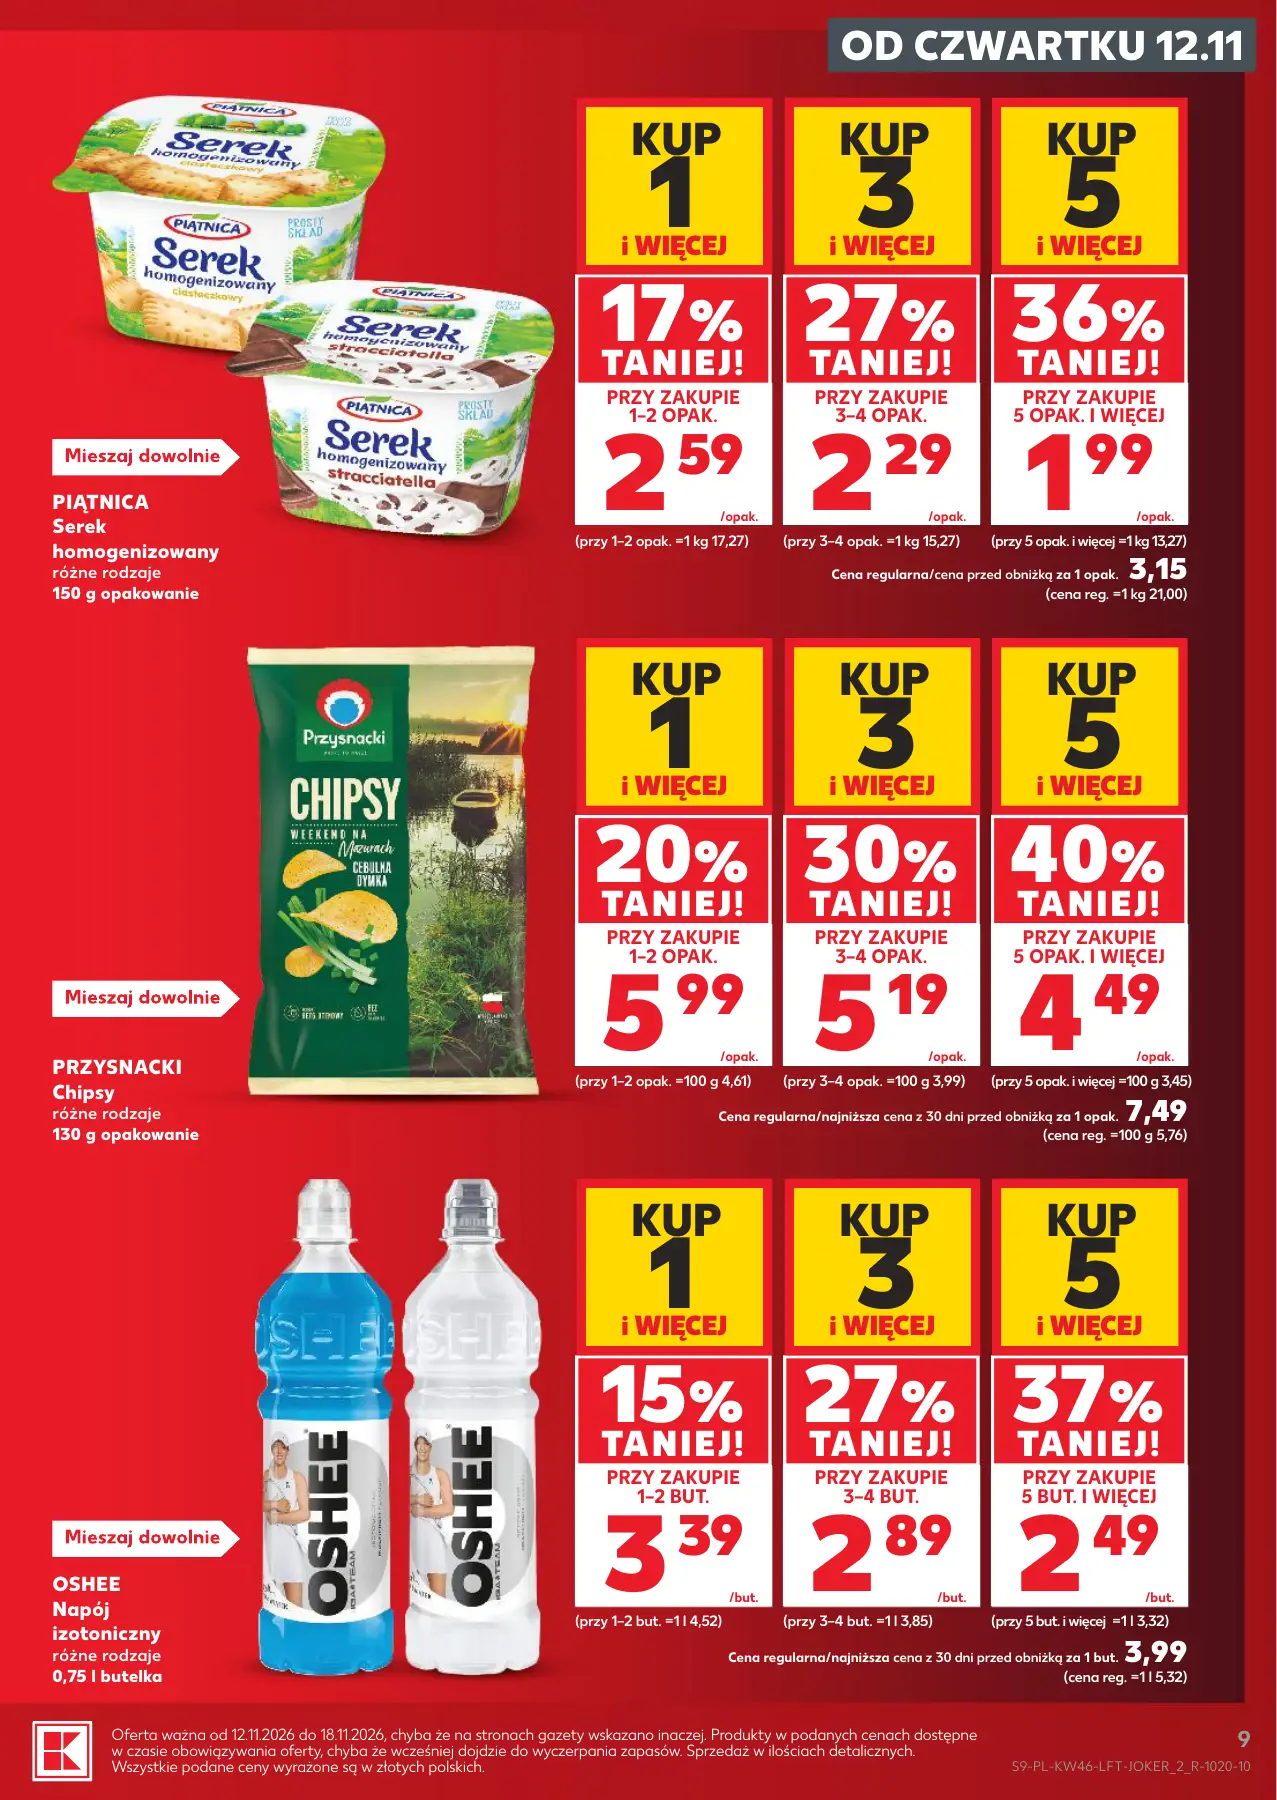 OD CZWARTKU 12.11
PIĄTNICA
Serek
homogenizowany
ciasteczkowy
PIĄTNICA
PROSTY
SKŁAD
Serek
homogenizowany
ciasteczkowy
PIĄTNICA
Serek
homogenizowany
stracciatella
PIĄTNICA
PROSTY
SKŁAD
Serek
homogenizowany
stracciatella
Mieszaj dowolnie
PIĄTNICA
Serek
homogenizowany
różne rodzaje
150 g opakowanie
KUP
1
i WIĘCEJ
17%
TANIEJ!
PRZY ZAKUPIE
1–2 OPAK.
2 59
/opak.
(przy 1–2 opak. =1 kg 17,27)
KUP
3
i WIĘCEJ
27%
TANIEJ!
PRZY ZAKUPIE
3–4 OPAK.
2 29
/opak.
(przy 3–4 opak. =1 kg 15,27)
KUP
5
i WIĘCEJ
36%
TANIEJ!
PRZY ZAKUPIE
5 OPAK. I WIĘCEJ
1 99
/opak.
(przy 5 opak. i więcej =1 kg 13,27)
Cena regularna/cena przed obniżką za 1 opak. 3,15
(cena reg. =1 kg 21,00)
Przysnacki
CHIPSY
WEEKEND NA
Mazurach
CEBULKA
DYMKA
Mieszaj dowolnie
PRZYSNACKI
Chipsy
różne rodzaje
130 g opakowanie
KUP
1
i WIĘCEJ
20%
TANIEJ!
PRZY ZAKUPIE
1–2 OPAK.
5 99
/opak.
(przy 1–2 opak. =100 g 4,61)
KUP
3
i WIĘCEJ
30%
TANIEJ!
PRZY ZAKUPIE
3–4 OPAK.
5 19
/opak.
(przy 3–4 opak. =100 g 3,99)
KUP
5
i WIĘCEJ
40%
TANIEJ!
PRZY ZAKUPIE
5 OPAK. I WIĘCEJ
4 49
/opak.
(przy 5 opak. i więcej =100 g 3,45)
Cena regularna/najniższa cena z 30 dni przed obniżką za 1 opak. 7,49
(cena reg. =100 g 5,76)
OSHEE
OSHEE
Mieszaj dowolnie
OSHEE
Napój
izotoniczny
różne rodzaje
0,75 l butelka
KUP
1
i WIĘCEJ
15%
TANIEJ!
PRZY ZAKUPIE
1–2 BUT.
3 39
/but.
(przy 1–2 but. =1 l 4,52)
KUP
3
i WIĘCEJ
27%
TANIEJ!
PRZY ZAKUPIE
3–4 BUT.
2 89
/but.
(przy 3–4 but. =1 l 3,85)
KUP
5
i WIĘCEJ
37%
TANIEJ!
PRZY ZAKUPIE
5 BUT. I WIĘCEJ
2 49
/but.
(przy 5 but. i więcej =1 l 3,32)
Cena regularna/najniższa cena z 30 dni przed obniżką za 1 but. 3,99
(cena reg. =1 l 5,32)
Oferta ważna od 12.11.2026 do 18.11.2026, chyba że na stronach gazety wskazano inaczej. Produkty w podanych cenach dostępne
w czasie obowiązywania oferty, chyba że wcześniej dojdzie do wyczerpania zapasów. Sprzedaż w ilościach detalicznych.
Wszystkie podane ceny wyrażone są w złotych polskich.
9
S9-PL-KW46-LFT-JOKER_2_R-1020-10